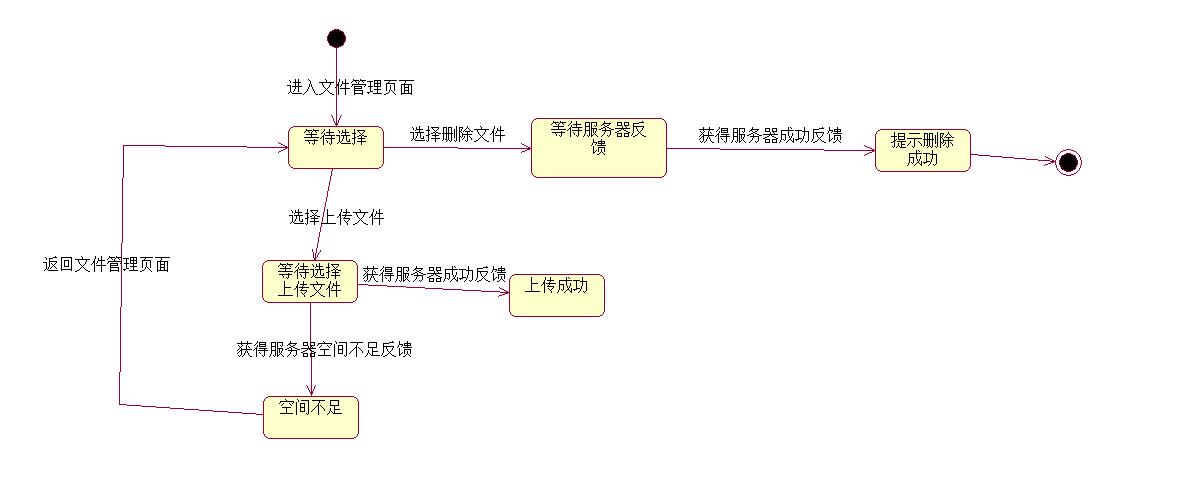 进入文件管理页面
等待选择
选择删除文件
等待服务器反
馈
获得服务器成功反馈
提示删除
成功
选择上传文件
返回文件管理页面
等待选择
上传文件
获得服务器成功反馈
上传成功
获得服务器空间不足反馈
空间不足